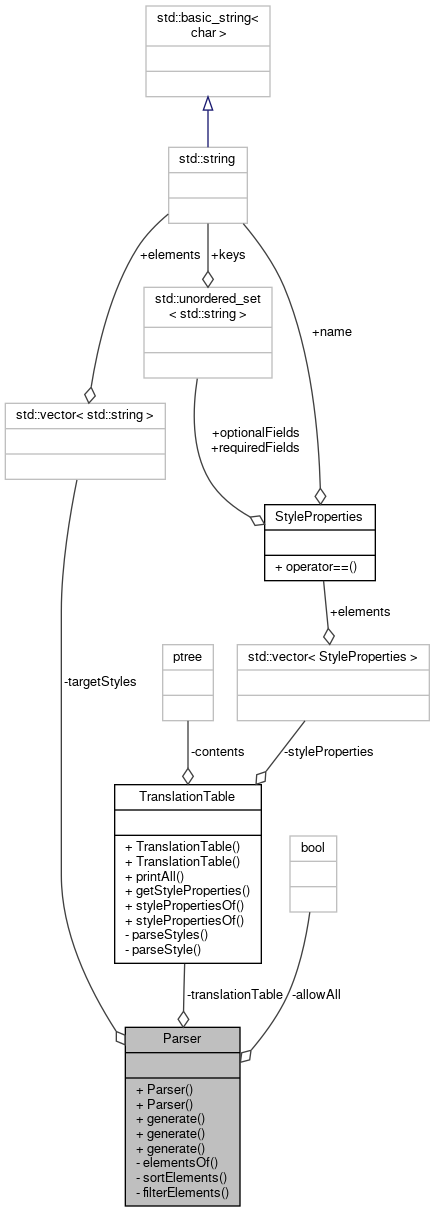 std::basic_string<
char >
std::string
+elements
+keys
std::unordered_set
< std::string >
+name
std::vector< std::string >
+optionalFields
+requiredFields
StyleProperties
+ operator==()
+elements
ptree
std::vector< StyleProperties >
-targetStyles
-contents
-styleProperties
TranslationTable
+ TranslationTable()
+ TranslationTable()
+ printAll()
+ getStyleProperties()
+ stylePropertiesOf()
+ stylePropertiesOf()
- parseStyles()
- parseStyle()
bool
-translationTable
-allowAll
Parser
+ Parser()
+ Parser()
+ generate()
+ generate()
+ generate()
- elementsOf()
- sortElements()
- filterElements()